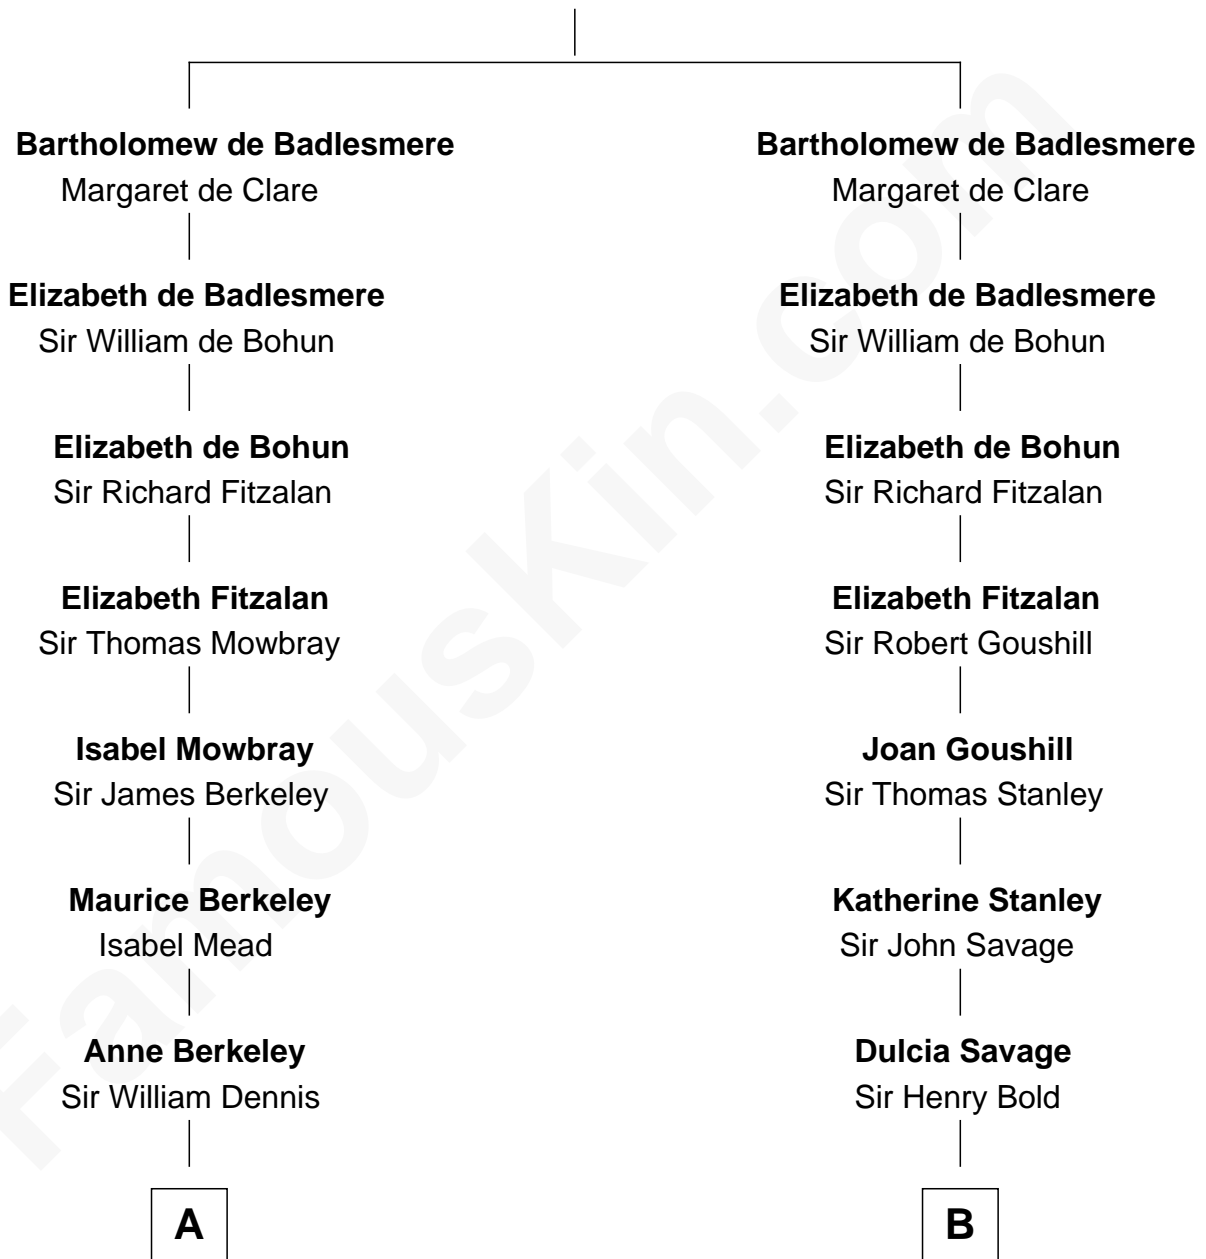 Bartholomew de Badlesmere
Margaret de Clare
Elizabeth de Badlesmere
Sir William de Bohun
Elizabeth de Bohun
Sir Richard Fitzalan
Elizabeth Fitzalan
Sir Thomas Mowbray
Isabel Mowbray
Sir James Berkeley
Maurice Berkeley
Isabel Mead
Anne Berkeley
Sir William Dennis
A
Bartholomew de Badlesmere
Margaret de Clare
Elizabeth de Badlesmere
Sir William de Bohun
Elizabeth de Bohun
Sir Richard Fitzalan
Elizabeth Fitzalan
Sir Robert Goushill
Joan Goushill
Sir Thomas Stanley
Katherine Stanley
Sir John Savage
Dulcia Savage
Sir Henry Bold
B
FamousKin.com